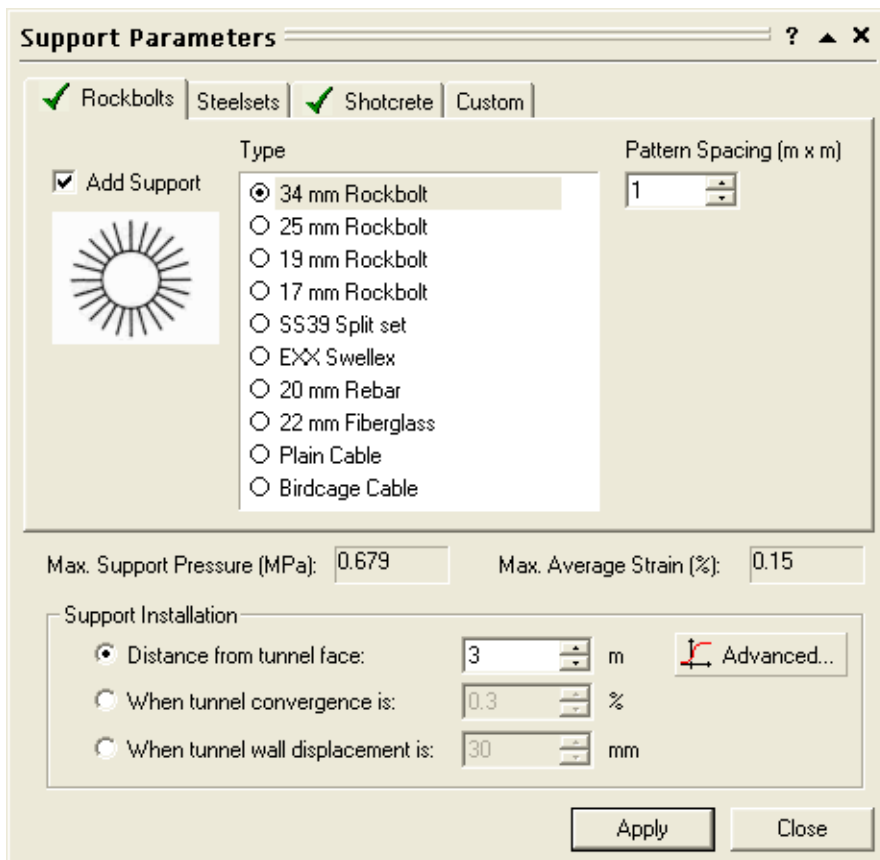 Support Parameters ? ▲ ✕
Rockbolts Steelsets Shotcrete Custom
Type Pattern Spacing (m x m)
Add Support
34 mm Rockbolt 1
25 mm Rockbolt
19 mm Rockbolt
17 mm Rockbolt
SS39 Split set
EXX Swellex
20 mm Rebar
22 mm Fiberglass
Plain Cable
Birdcage Cable
Max. Support Pressure (MPa): 0.679 Max. Average Strain (%): 0.15
Support Installation
Distance from tunnel face: 3 m Advanced...
When tunnel convergence is: 0.3 %
When tunnel wall displacement is: 30 mm
Apply Close